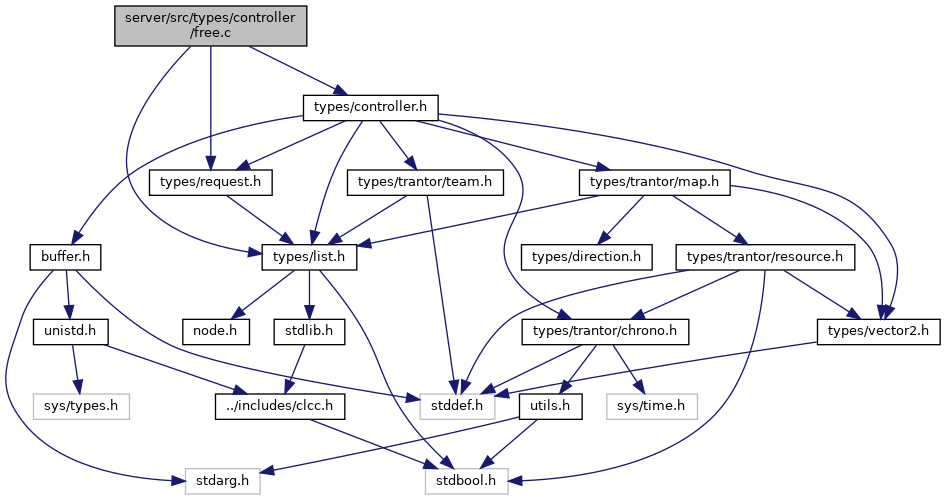 server/src/types/controller
/free.c
types/controller.h
types/request.h
types/trantor/team.h
types/trantor/map.h
buffer.h
types/list.h
types/direction.h
types/trantor/resource.h
unistd.h
node.h
stdlib.h
types/trantor/chrono.h
types/vector2.h
sys/types.h
../includes/clcc.h
stddef.h
utils.h
sys/time.h
stdarg.h
stdbool.h